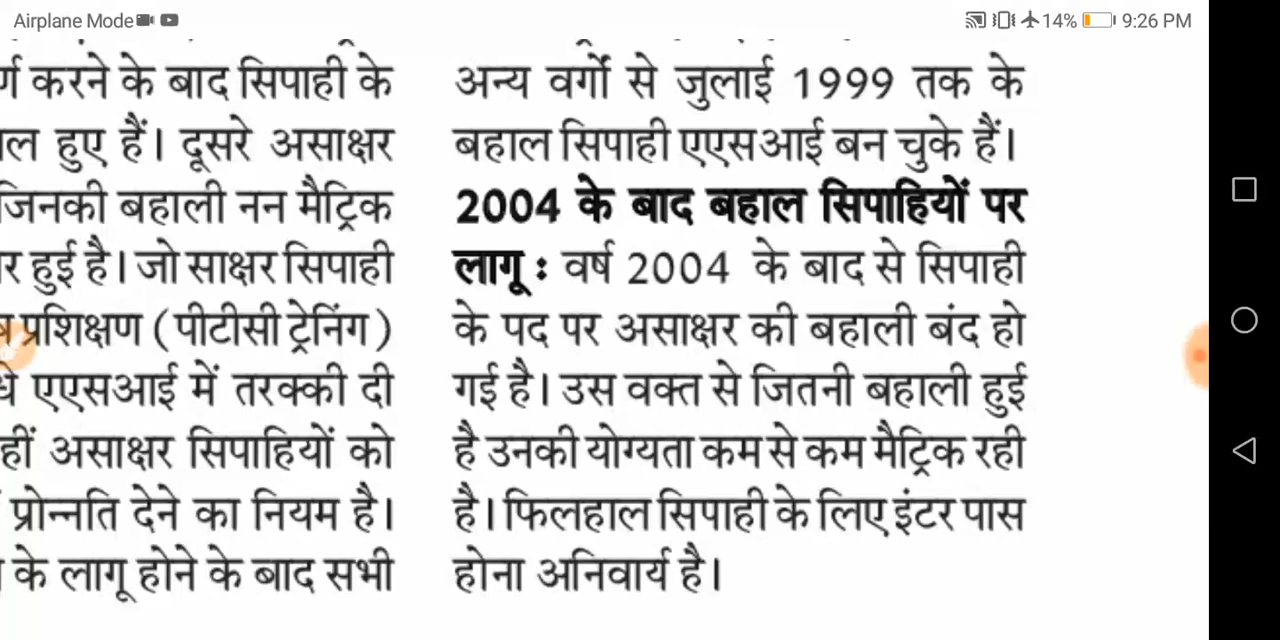 Airplane Mode
14% 9:26 PM
करने के बाद सिपाही के
हुए हैं। दूसरे असाक्षर
जिनकी बहाली नन मैट्रिक
हुई है। जो साक्षर सिपाही
प्रशिक्षण (पीटीसी ट्रेनिंग)
एएसआई में तरक्की दी
असाक्षर सिपाहियों को
प्रोन्नति देने का नियम है।
के लागू होने के बाद सभी
अन्य वर्गों से जुलाई 1999 तक के
बहाल सिपाही एएसआई बन चुके हैं।
2004 के बाद बहाल सिपाहियों पर
लागू : वर्ष 2004 के बाद से सिपाही
के पद पर असाक्षर की बहाली बंद हो
गई है। उस वक्त से जितनी बहाली हुई
है उनकी योग्यता कम से कम मैट्रिक रही
है। फिलहाल सिपाही के लिए इंटर पास
होना अनिवार्य है।